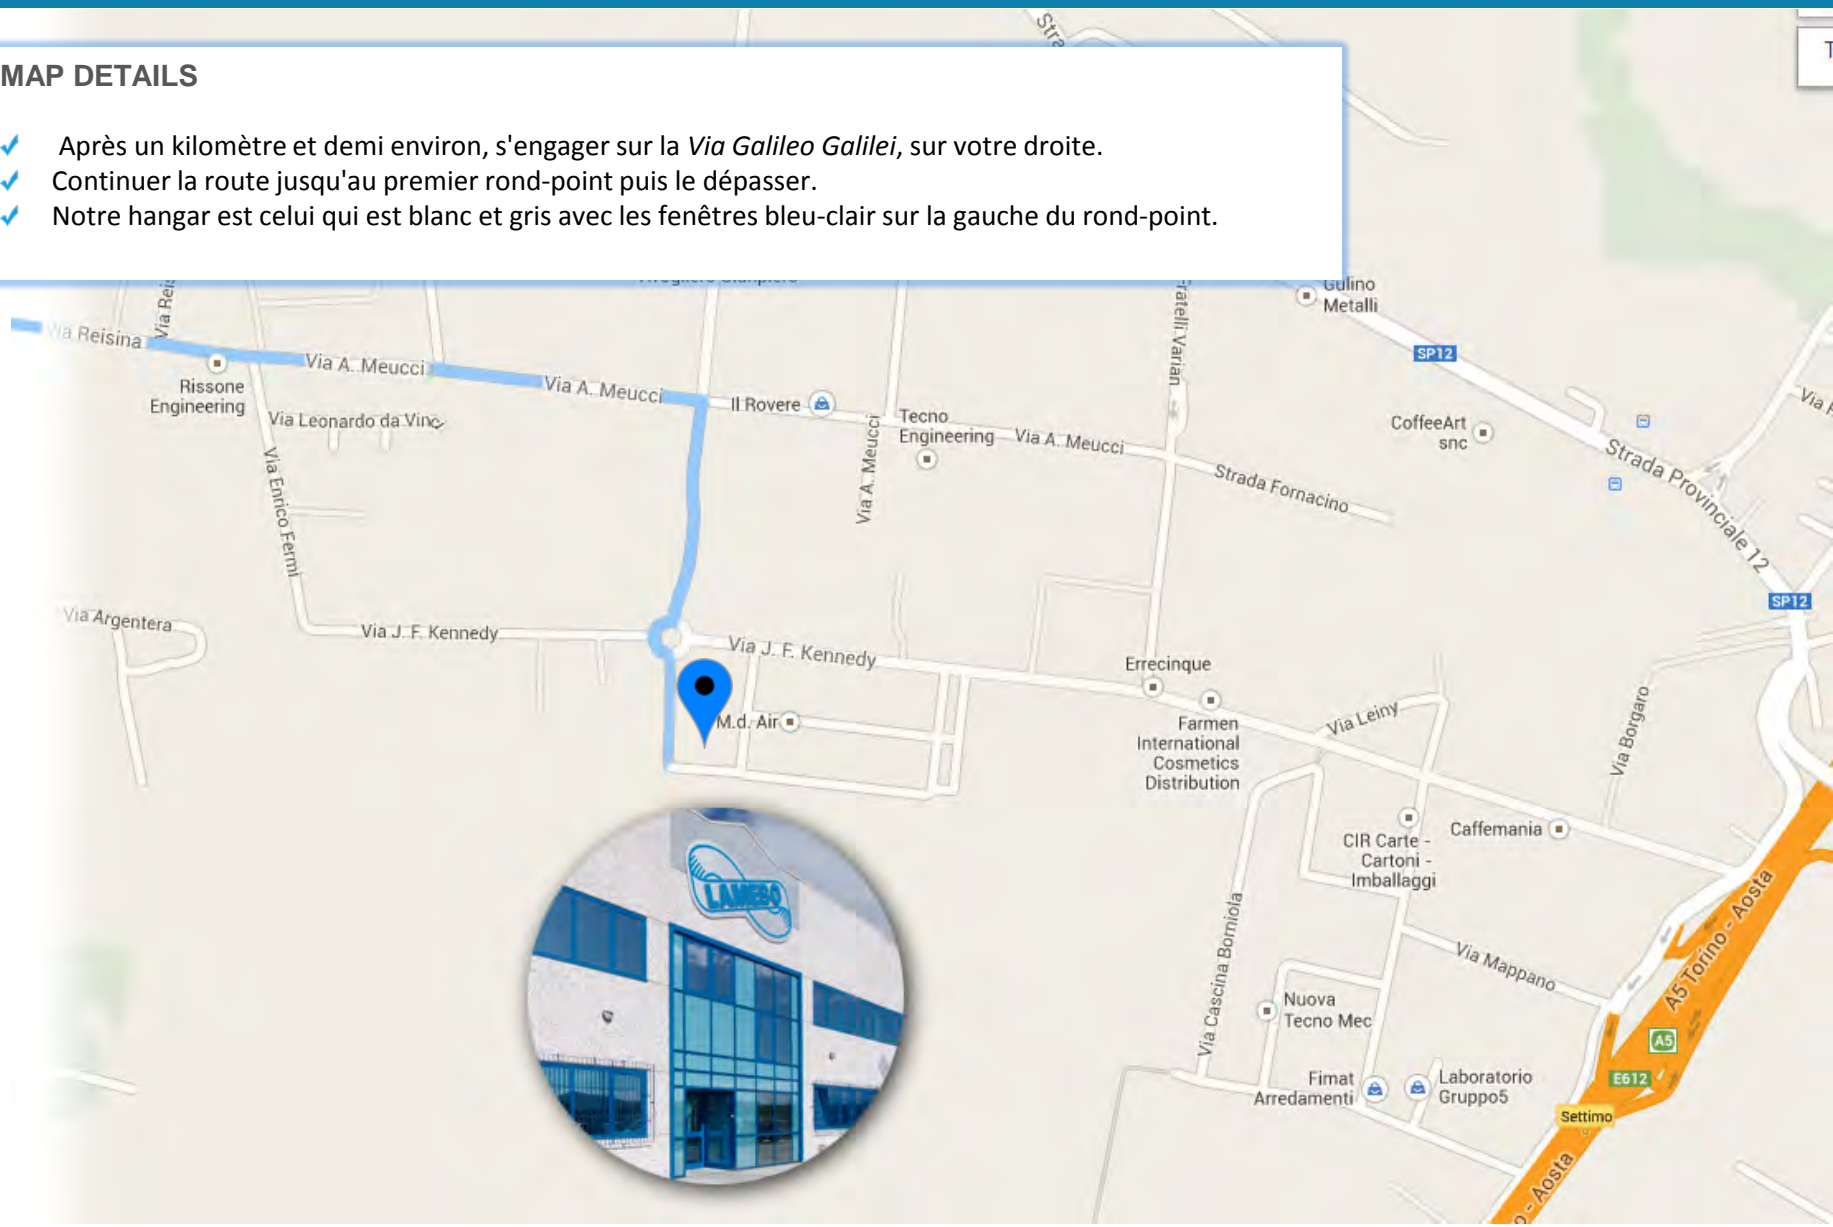 MAP DETAILS
Après un kilomètre et demi environ, s'engager sur la Via Galileo Galilei, sur votre droite.
Continuer la route jusqu'au premier rond-point puis le dépasser.
Notre hangar est celui qui est blanc et gris avec les fenêtres bleu-clair sur la gauche du rond-point.
T
Gulino
Metalli
Via Reisina
Fratelli Varian
SP12
Via A. Meucci
Rissone
Engineering
Via A. Meucci
Il Rovere
Via Leonardo da Vinc
Tecno
Engineering
Via A. Meucci
Via A. Meucci
CoffeeArt
snc
Strada Fornacino
Strada Provinciale 12
Via Enrico Fermi
SP12
Via Argentera
Via J. F. Kennedy
Via J. F. Kennedy
Errecinque
M.d. Air
Farmen
International
Cosmetics
Distribution
Via Leiny
Via Borgaro
CIR Carte -
Cartoni -
Imballaggi
Caffemania
LAMEBO
Via Cascina Borniola
Via Mappano
A5 Torino - Aosta
Nuova
Tecno Mec
A5
E612
Fimat
Arredamenti
Laboratorio
Gruppo5
Settimo
o - Aosta